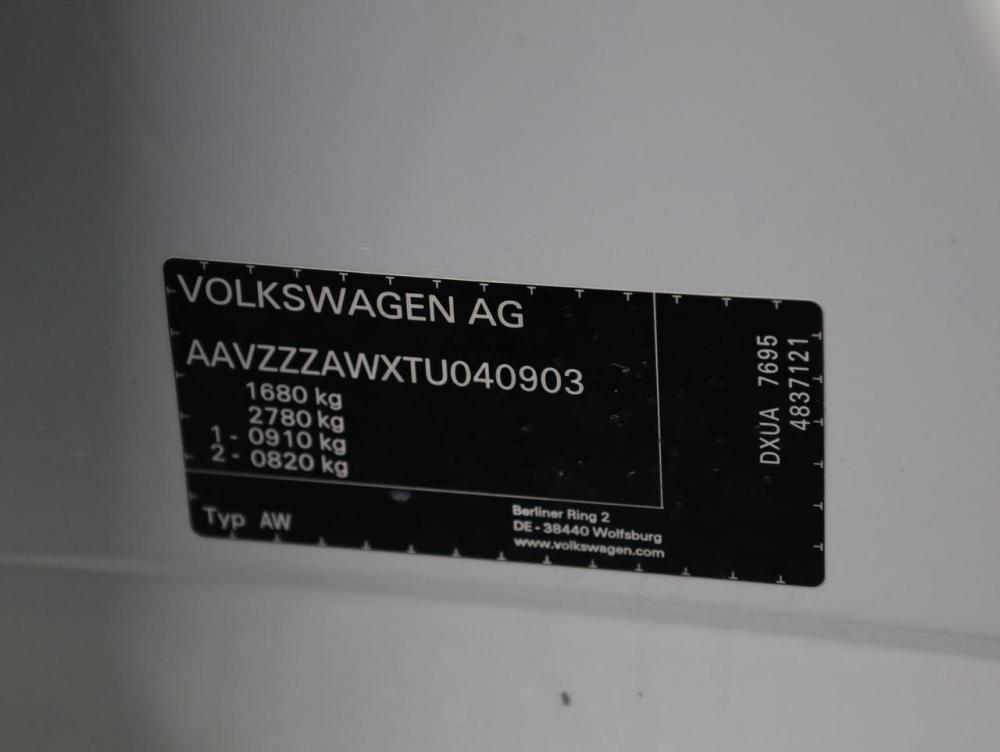 VOLKSWAGEN AG
AAVZZZAWXTU040903
1680 kg
2780 kg
1 - 0910 kg
2 - 0820 kg
Typ AW
Berliner Ring 2
DE - 38440 Wolfsburg
www.volkswagen.com
DXUA 7695
4837121